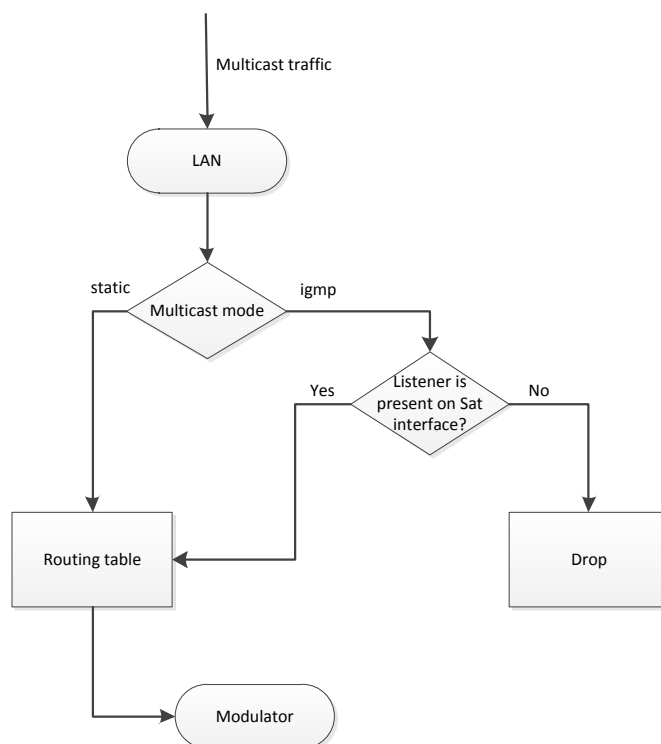 Multicast traffic
LAN
static
igmp
Multicast mode
Listener is
present on Sat
interface?
Yes
No
Routing table
Drop
Modulator